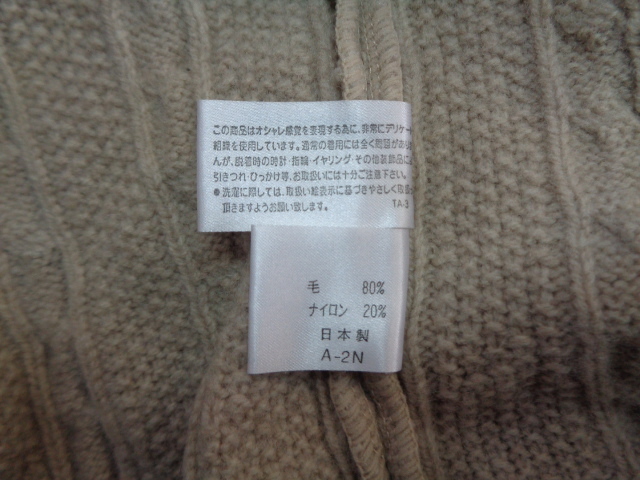 この商品はオシャレ感覚を表現する為に、非常にデリケート
組織を使用しています。通常の着用には全く問題があり
んが、脱着時の時計・指輪・イヤリング・その他装飾品に
引きつれ・ひっかけ等、お取扱いには十分ご注意下さい。
●洗濯に際しては、取扱い絵表示に基づきやさしく取扱
頂きますようお願い致します。 TA-3
毛 80%
ナイロン 20%
日本製
A-2N